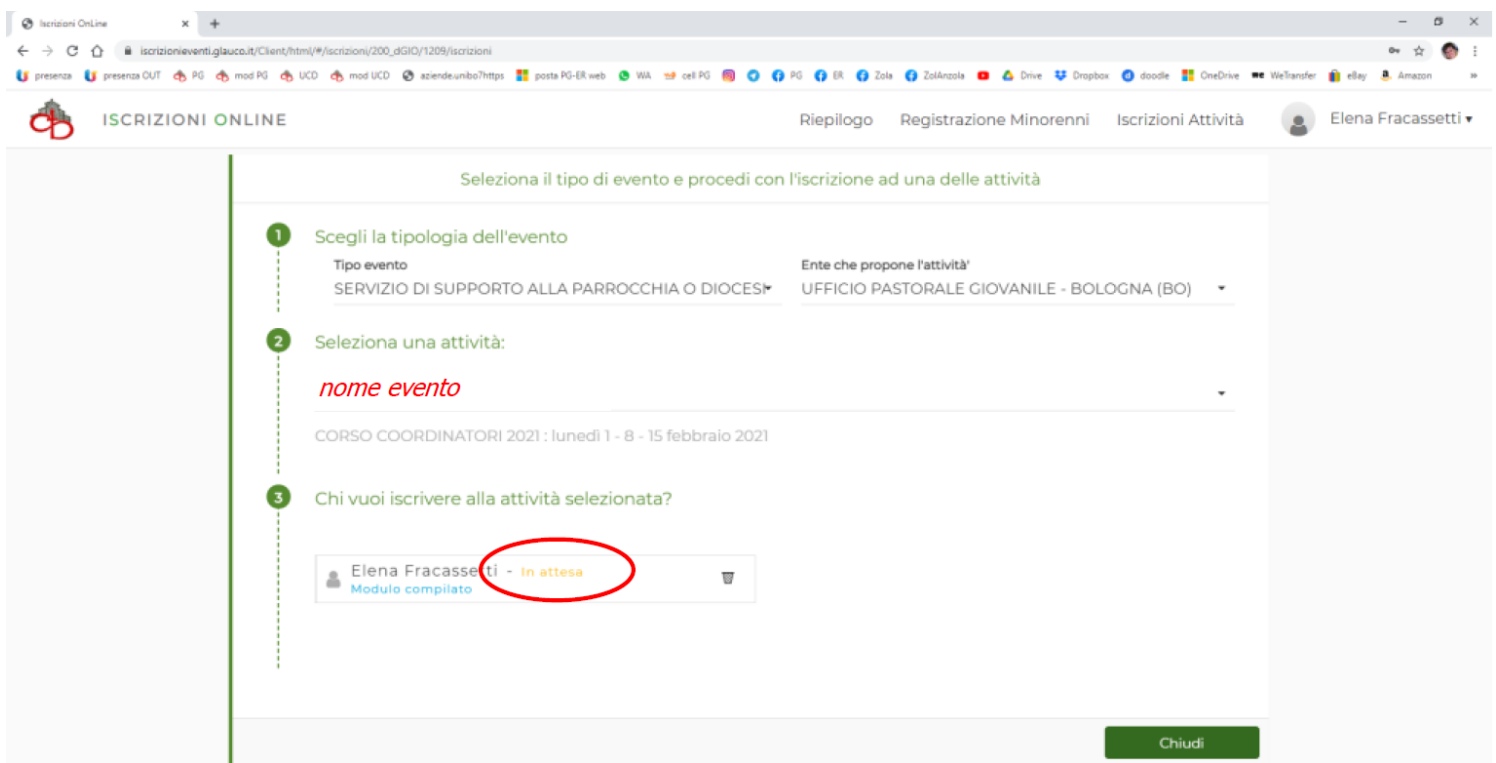 Iscrizioni OnLine
iscrizionieventi.glauco.it/Client/html/#/iscrizioni/200_dGIO/1209/iscrizioni
presenza presenza OUT PG mod PG UCD mod UCD aziende.unibo?https posta PG-ER web WA cell PG PG ER Zola ZolAnzola Drive Dropbox doodle OneDrive WeTransfer eBay Amazon »
ISCRIZIONI ONLINE Riepilogo Registrazione Minorenni Iscrizioni Attività Elena Fracassetti
Seleziona il tipo di evento e procedi con l'iscrizione ad una delle attività
1 Scegli la tipologia dell'evento
Tipo evento Ente che propone l'attività'
SERVIZIO DI SUPPORTO ALLA PARROCCHIA O DIOCESI UFFICIO PASTORALE GIOVANILE - BOLOGNA (BO)
2 Seleziona una attività:
nome evento
CORSO COORDINATORI 2021 : lunedì 1 - 8 - 15 febbraio 2021
3 Chi vuoi iscrivere alla attività selezionata?
Elena Fracassetti - In attesa
Modulo compilato
Chiudi